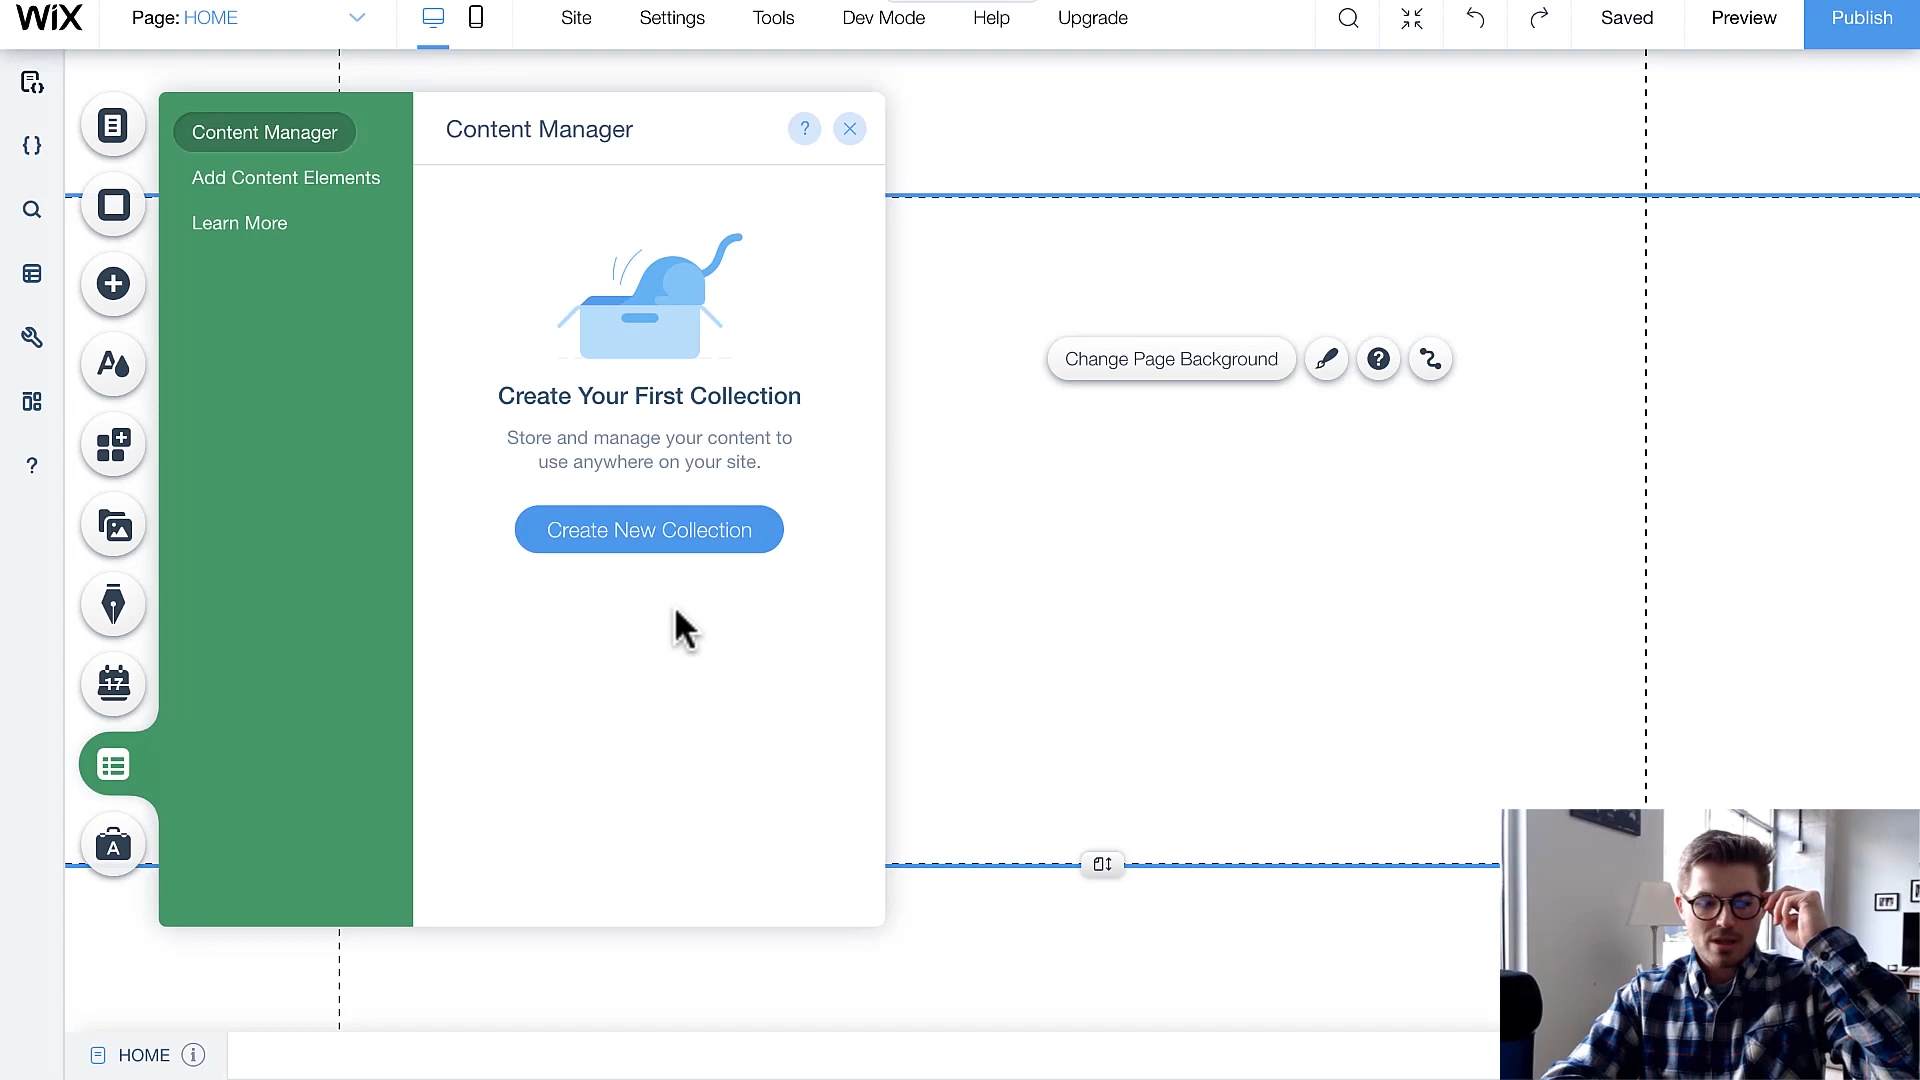 WiX
Page: HOME
Site
Settings
Tools
Dev Mode
Help
Upgrade
Saved
Preview
Publish
Content Manager
Add Content Elements
Learn More
Content Manager
?
Create Your First Collection
Store and manage your content to
use anywhere on your site.
Create New Collection
Change Page Background
?
A
17
A
?
HOME
i